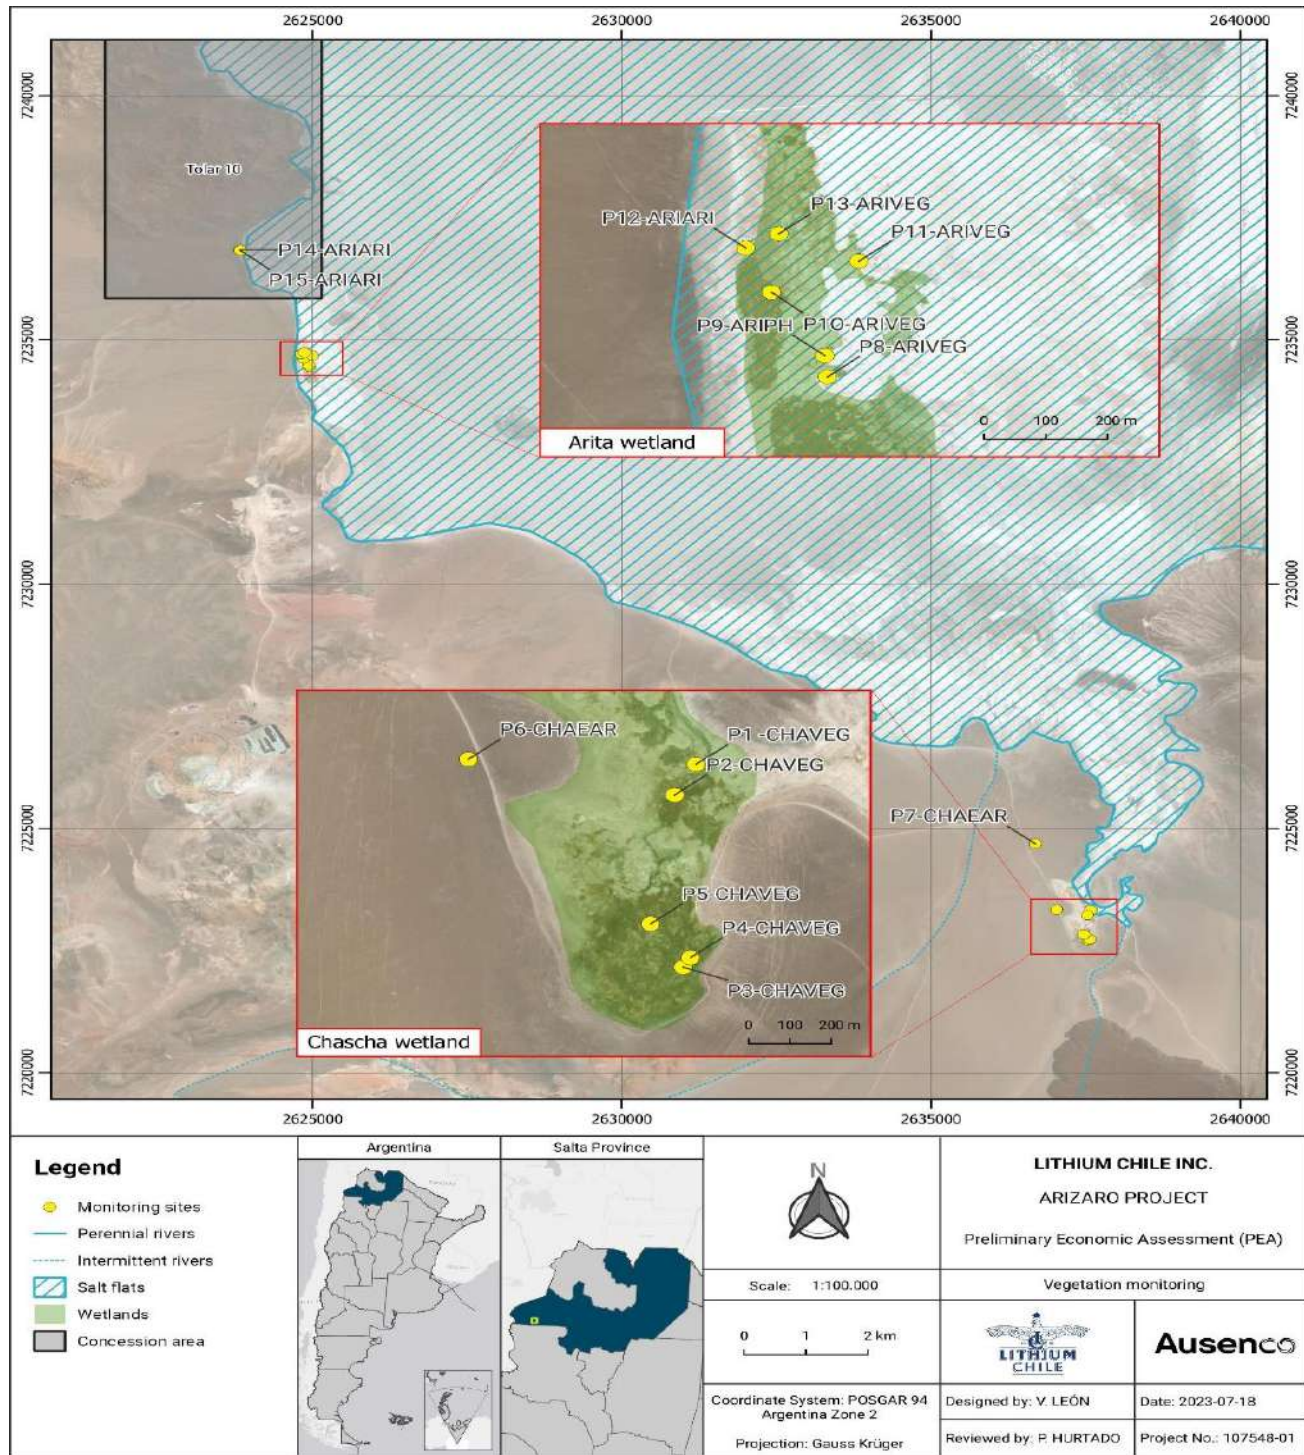 2625000 2630000 2635000 2640000
7240000
7240000
Tolar 10
P14-ARIARI
P15-ARIARI
P12-ARIARI
P13-ARIVEG
P11-ARIVEG
P9-ARIPH
P10-ARIVEG
P8-ARIVEG
0 100 200 m
Arita wetland
7235000
7235000
7230000
7230000
P6-CHAEAR
P1 -CHAVEG
P2-CHAVEG
P5-CHAVEG
P4-CHAVEG
P3-CHAVEG
0 100 200 m
Chascha wetland
P7-CHAEAR
7225000
7225000
7220000
7220000
2625000 2630000 2635000 2640000
Legend
Monitoring sites
Perennial rivers
Intermittent rivers
Salt flats
Wetlands
Concession area
Argentina
Salta Province
N
Scale: 1:100.000
0 1 2 km
Coordinate System: POSGAR 94
Argentina Zone 2
Projection: Gauss Krüger
LITHIUM CHILE INC.
ARIZARO PROJECT
Preliminary Economic Assessment (PEA)
Vegetation monitoring
LITHIUM
CHILE
Ausenco
Designed by: V. LEÓN
Date: 2023-07-18
Reviewed by: P. HURTADO
Project No.: 107548-01